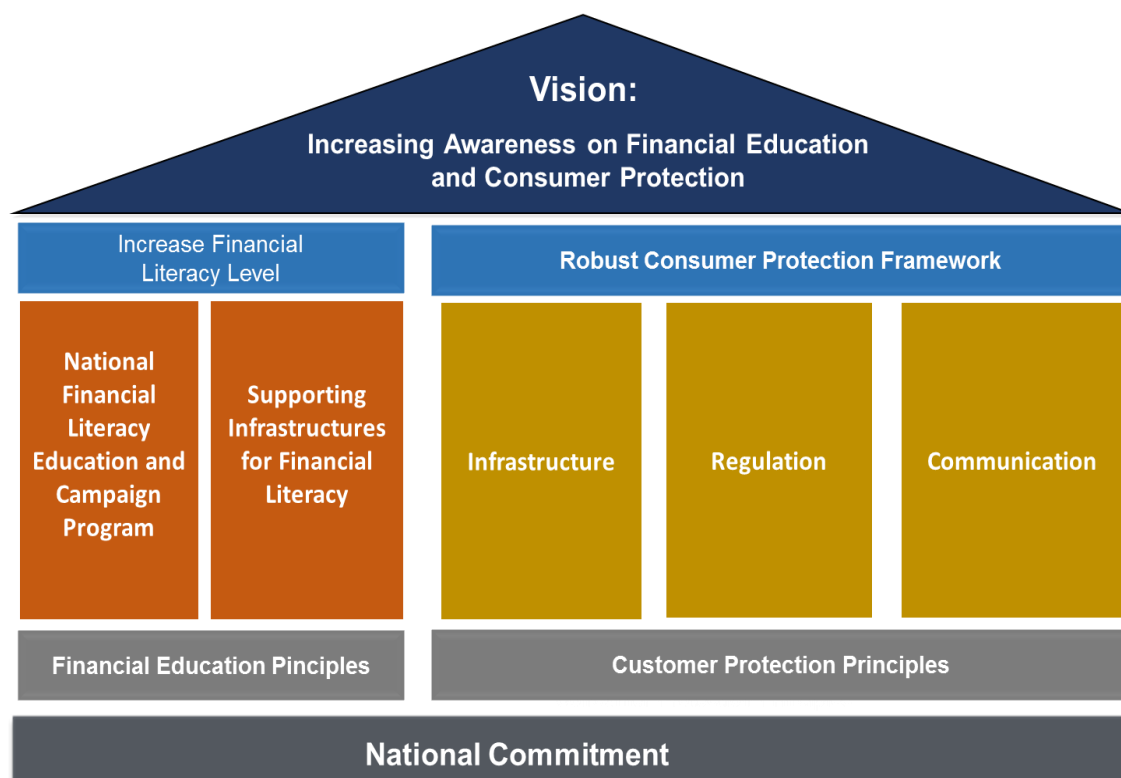 Vision:
Increasing Awareness on Financial Education
and Consumer Protection
Increase Financial
Literacy Level
Robust Consumer Protection Framework
National
Financial
Literacy
Education and
Campaign
Program
Supporting
Infrastructures
for Financial
Literacy
Infrastructure
Regulation
Communication
Financial Education Pinciples
Customer Protection Principles
National Commitment